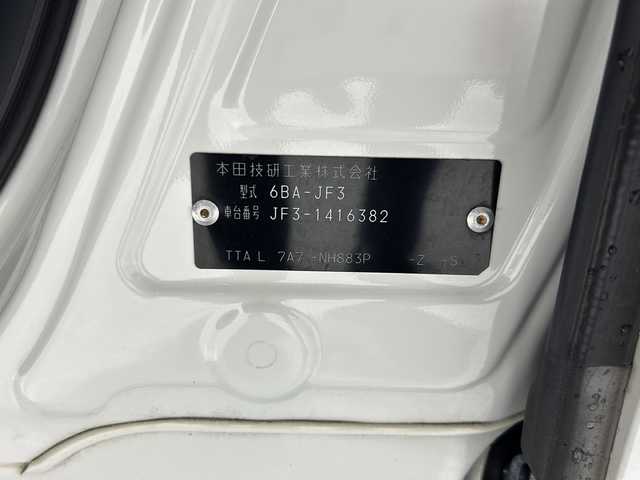 本田技研工業株式会社
型式 6BA-JF3
車台番号 JF3-1416382
TTA L 7A7 -NH883P -Z -S